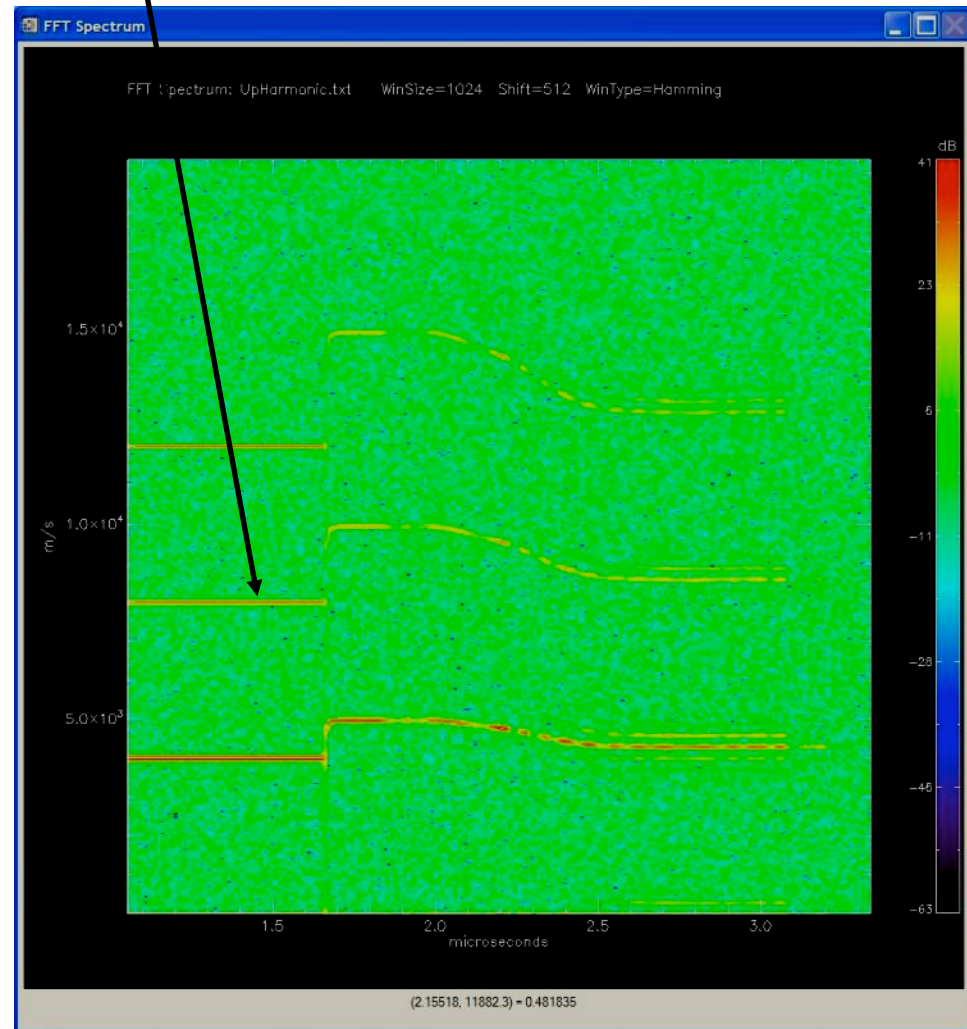 FFT Spectrum
FFT Spectrum: UpHarmonic.txt WinSize=1024 Shift=512 WinType=Hamming
dB
41
23
6
-11
-28
-45
-63
1.5×10⁴
1.0×10⁴
5.0×10³
m/s
1.5 2.0 2.5 3.0
microseconds
(2.15518, 11882.3) = 0.481835